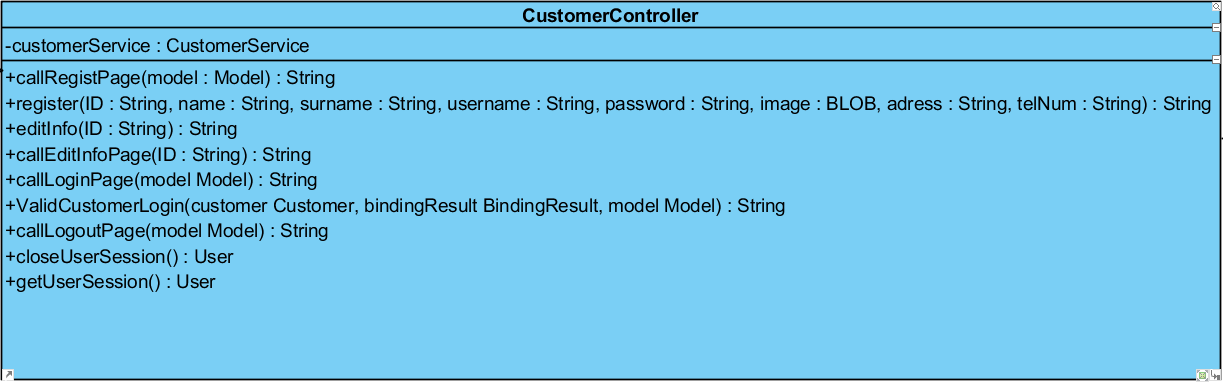 CustomerController
-customerService : CustomerService
+callRegistPage(model : Model) : String
+register(ID : String, name : String, surname : String, username : String, password : String, image : BLOB, adress : String, telNum : String) : String
+editInfo(ID : String) : String
+callEditInfoPage(ID : String) : String
+callLoginPage(model Model) : String
+ValidCustomerLogin(customer Customer, bindingResult BindingResult, model Model) : String
+callLogoutPage(model Model) : String
+closeUserSession() : User
+getUserSession() : User